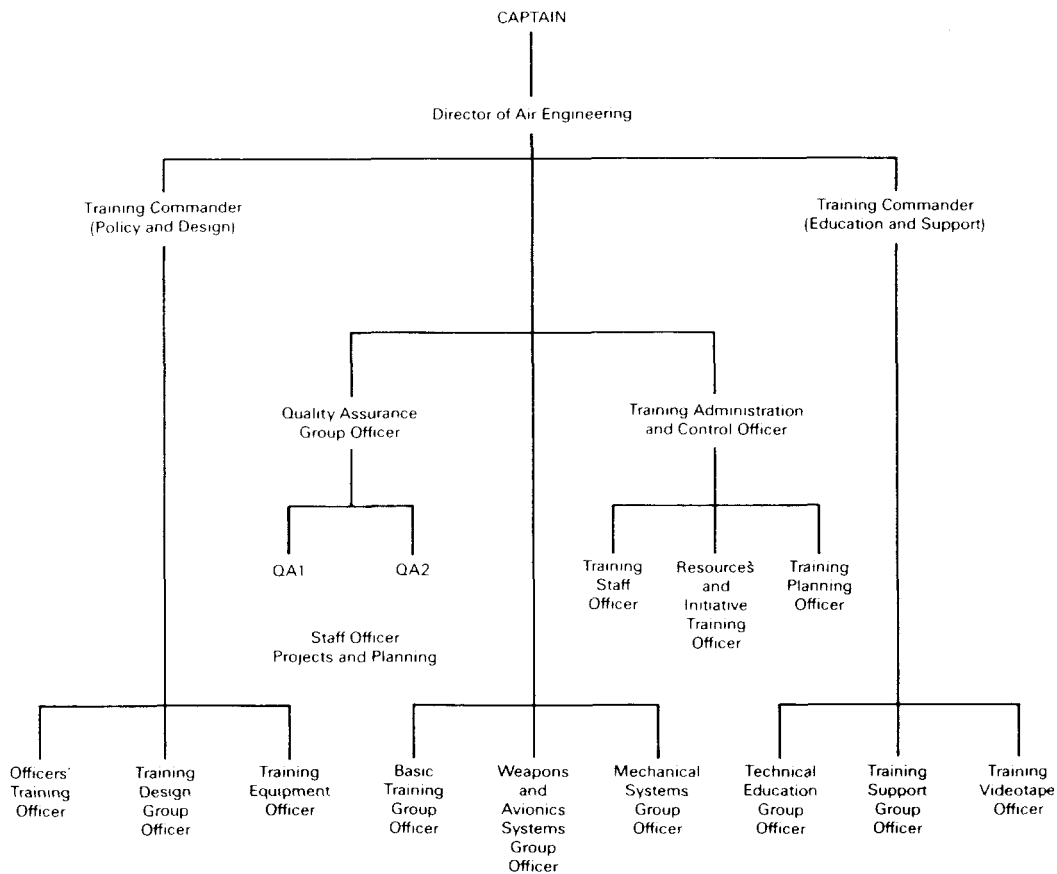 CAPTAIN
Director of Air Engineering
Training Commander
(Policy and Design)
Training Commander
(Education and Support)
Quality Assurance
Group Officer
Training Administration
and Control Officer
QA1
QA2
Training
Staff
Officer
Resources
and
Initiative
Training
Officer
Training
Planning
Officer
Staff Officer
Projects and Planning
Officers'
Training
Officer
Training
Design
Group
Officer
Training
Equipment
Officer
Basic
Training
Group
Officer
Weapons
and
Avionics
Systems
Group
Officer
Mechanical
Systems
Group
Officer
Technical
Education
Group
Officer
Training
Support
Group
Officer
Training
Videotape
Officer